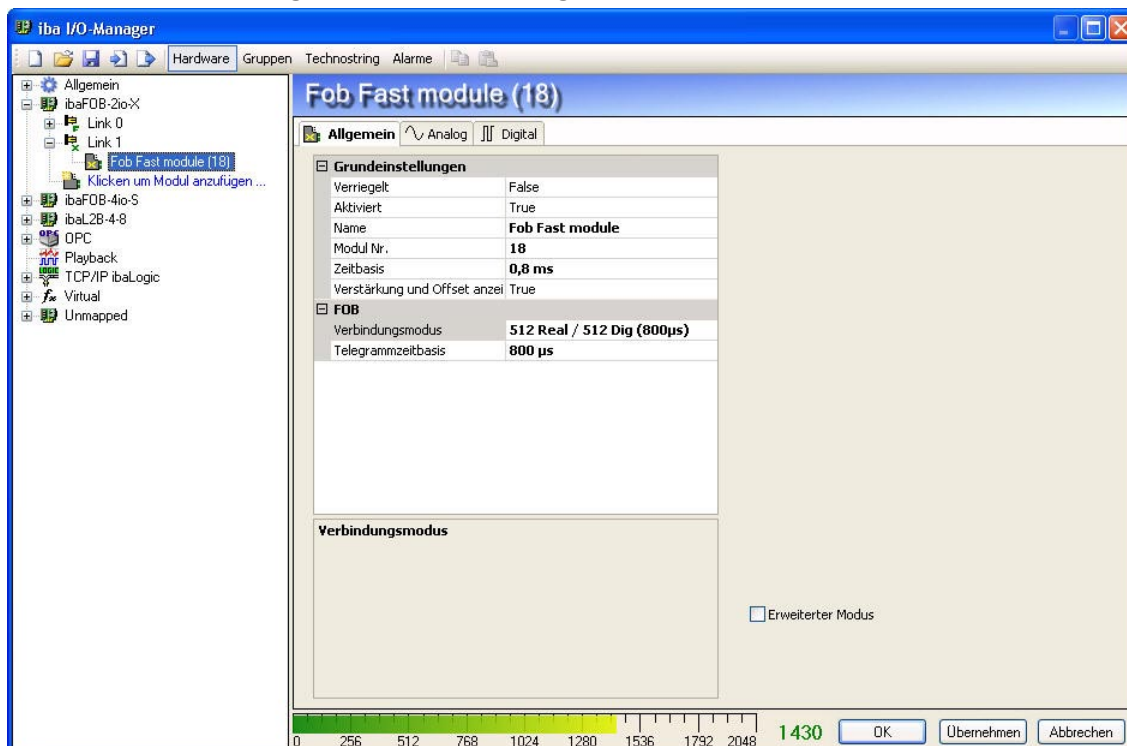 iba I/O-Manager
Hardware Gruppen Technostring Alarme
Allgemein
ibaFOB-2io-X
Link 0
Link 1
Fob Fast module (18)
Klicken um Modul anzufügen ...
ibaFOB-4io-S
ibaL2B-4-8
OPC
Playback
TCP/IP ibaLogic
Virtual
Unmapped
Fob Fast module (18)
Allgemein Analog Digital
Grundeinstellungen
Verriegelt False
Aktiviert True
Name Fob Fast module
Modul Nr. 18
Zeitbasis 0,8 ms
Verstärkung und Offset anzei True
FOB
Verbindungsmodus 512 Real / 512 Dig (800µs)
Telegrammzeitbasis 800 µs
Verbindungsmodus
Erweiterter Modus
0 256 512 768 1024 1280 1536 1792 2048
1430
OK Übernehmen Abbrechen